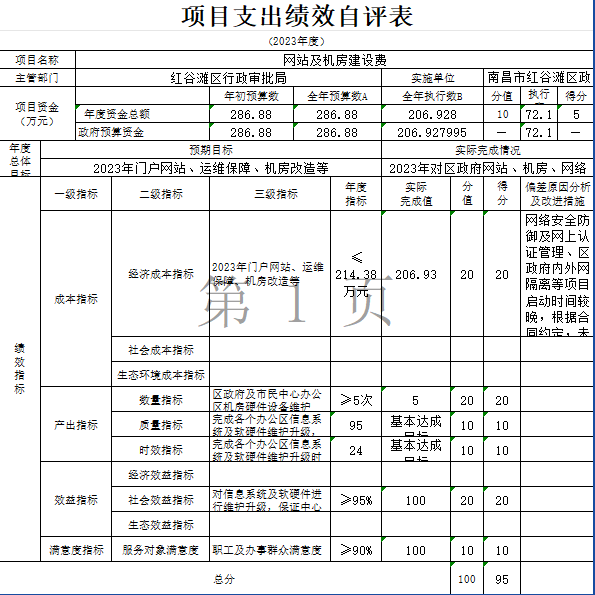 项目支出绩效自评表
（2023年度）
项目名称 网站及机房建设费
主管部门 红谷滩区行政审批局 实施单位 南昌市红谷滩区政
项目资金（万元） 年初预算数 全年预算数A 全年执行数B 分值 执行 得分
年度资金总额 286.88 286.88 206.928 10 72.1 5
政府预算资金 286.88 286.88 206.927995 — 72.1 —
年度总体目标 预期目标 实际完成情况
2023年门户网站、运维保障、机房改造等 2023年对区政府网站、机房、网络
绩效指标
一级指标 二级指标 三级指标 年度指标 实际完成值 分值 得分 偏差原因分析及改进措施
成本指标 经济成本指标 2023年门户网站、运维保障、机房改造等 ≤214.38万元 206.93 20 20
网络安全防御及网上认证管理、区政府内外网隔离等项目启动时间较晚，根据合同约定，未
社会成本指标
生态环境成本指标
产出指标 数量指标 区政府及市民中心办公区机房硬件设备维护 ≥5次 5 20 20
质量指标 完成各个办公区信息系统及软硬件维护升级， 95 基本达成目标 10 10
时效指标 完成各个办公区信息系统及软硬件维护升级时 24 基本达成目标 10 10
效益指标 经济效益指标
社会效益指标 对信息系统及软硬件进行维护升级，保证中心 ≥95% 100 20 20
生态效益指标
满意度指标 服务对象满意度 职工及办事群众满意度 ≥90% 100 10 10
总分 100 95
第 1 页